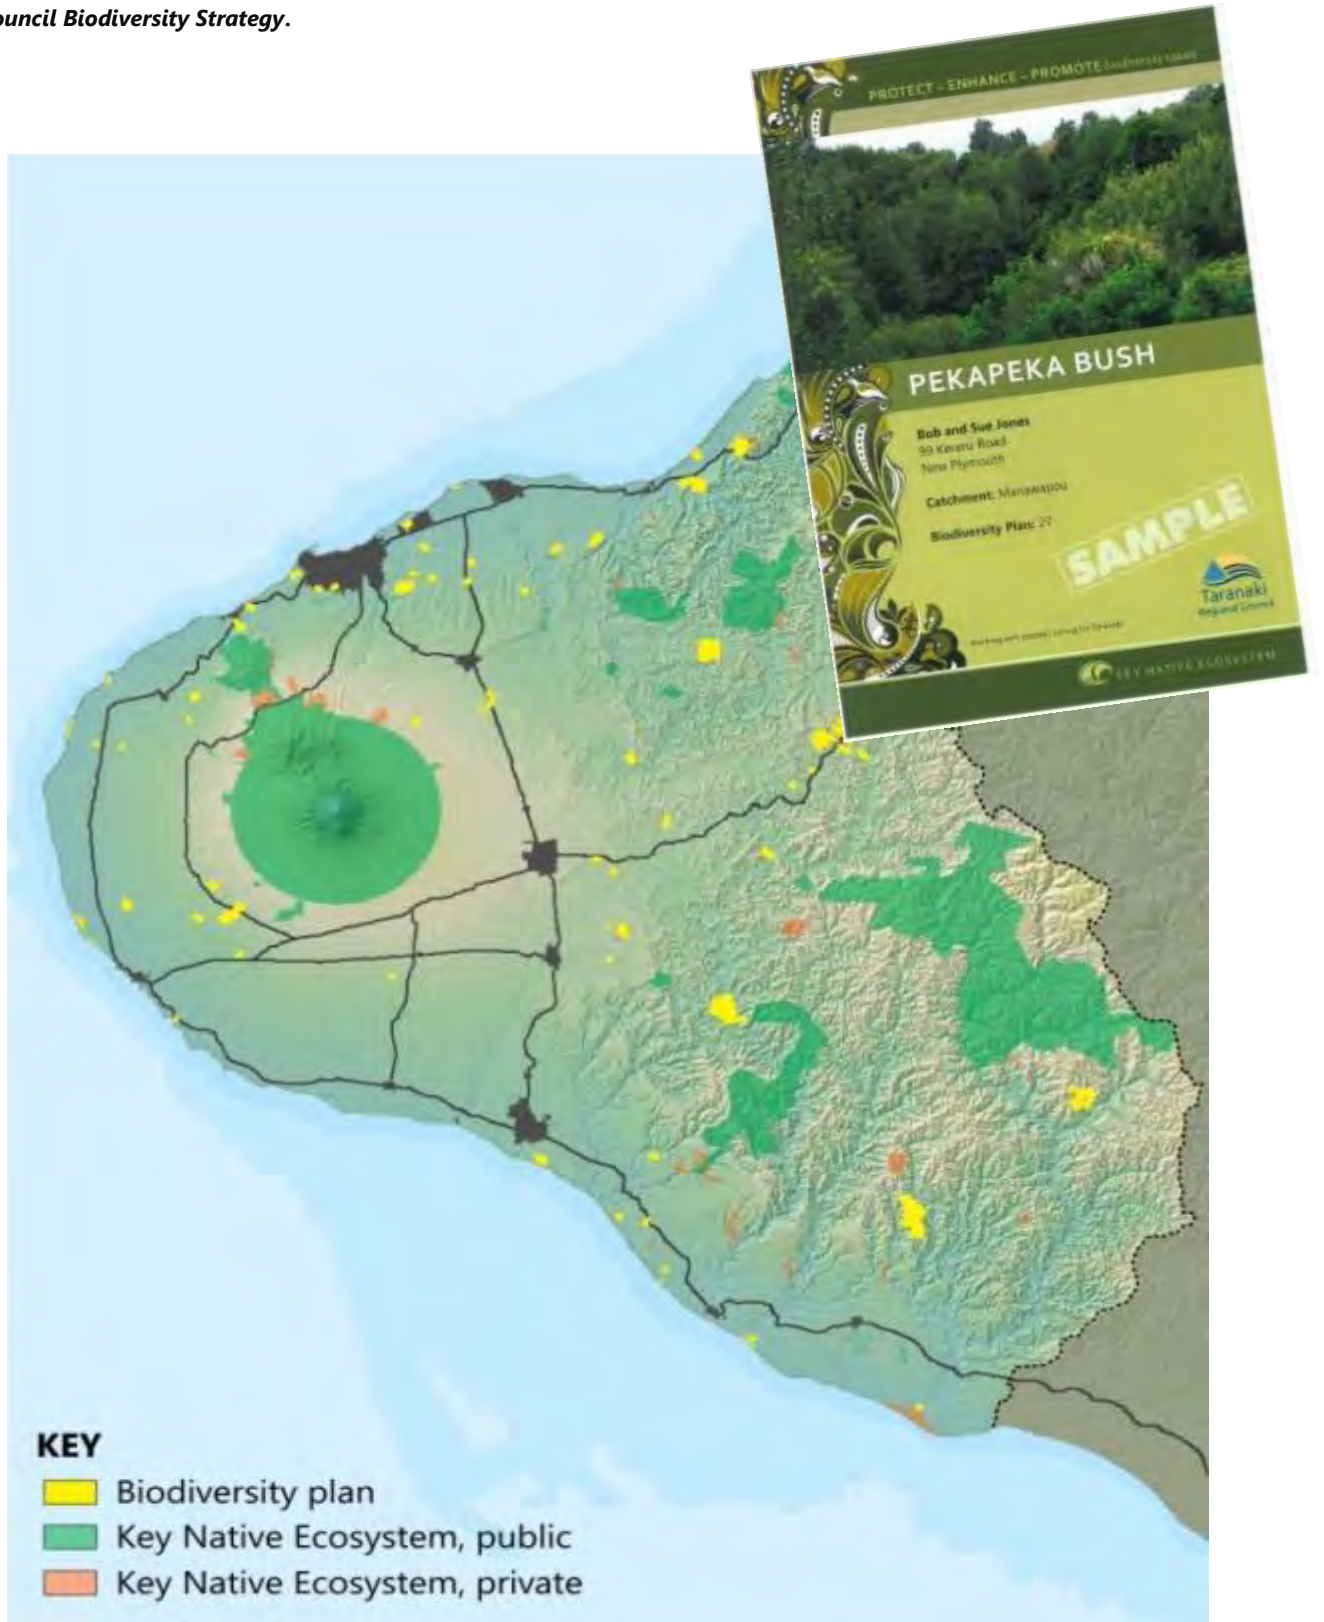 ouncil Biodiversity Strategy.
PROTECT – ENHANCE – PROMOTE
PEKAPEKA BUSH
Bob and Sue Jones
99 Kereru Road
New Plymouth
Catchment:
Biodiversity Plan: 27
SAMPLE
Taranaki
Regional Council
KEY NATIVE ECOSYSTEM
KEY
Biodiversity plan
Key Native Ecosystem, public
Key Native Ecosystem, private